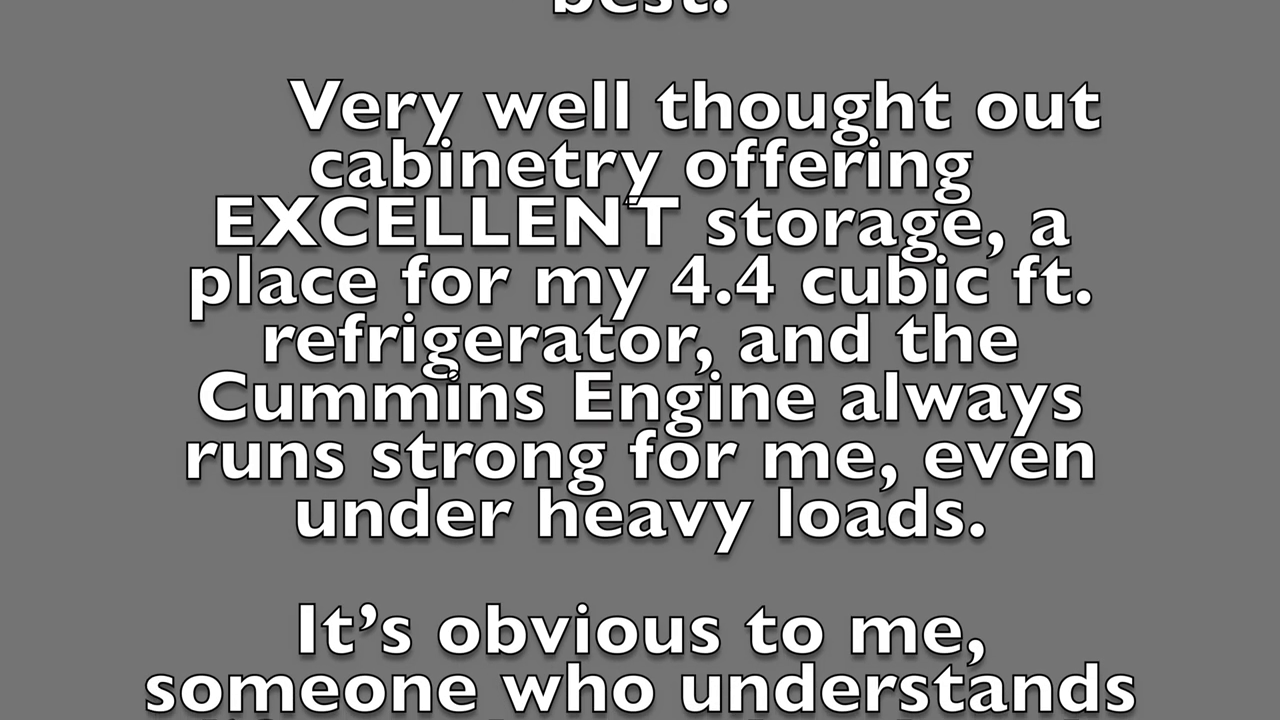 best.
Very well thought out
cabinetry offering
EXCELLENT storage, a
place for my 4.4 cubic ft.
refrigerator, and the
Cummins Engine always
runs strong for me, even
under heavy loads.
It’s obvious to me,
someone who understands